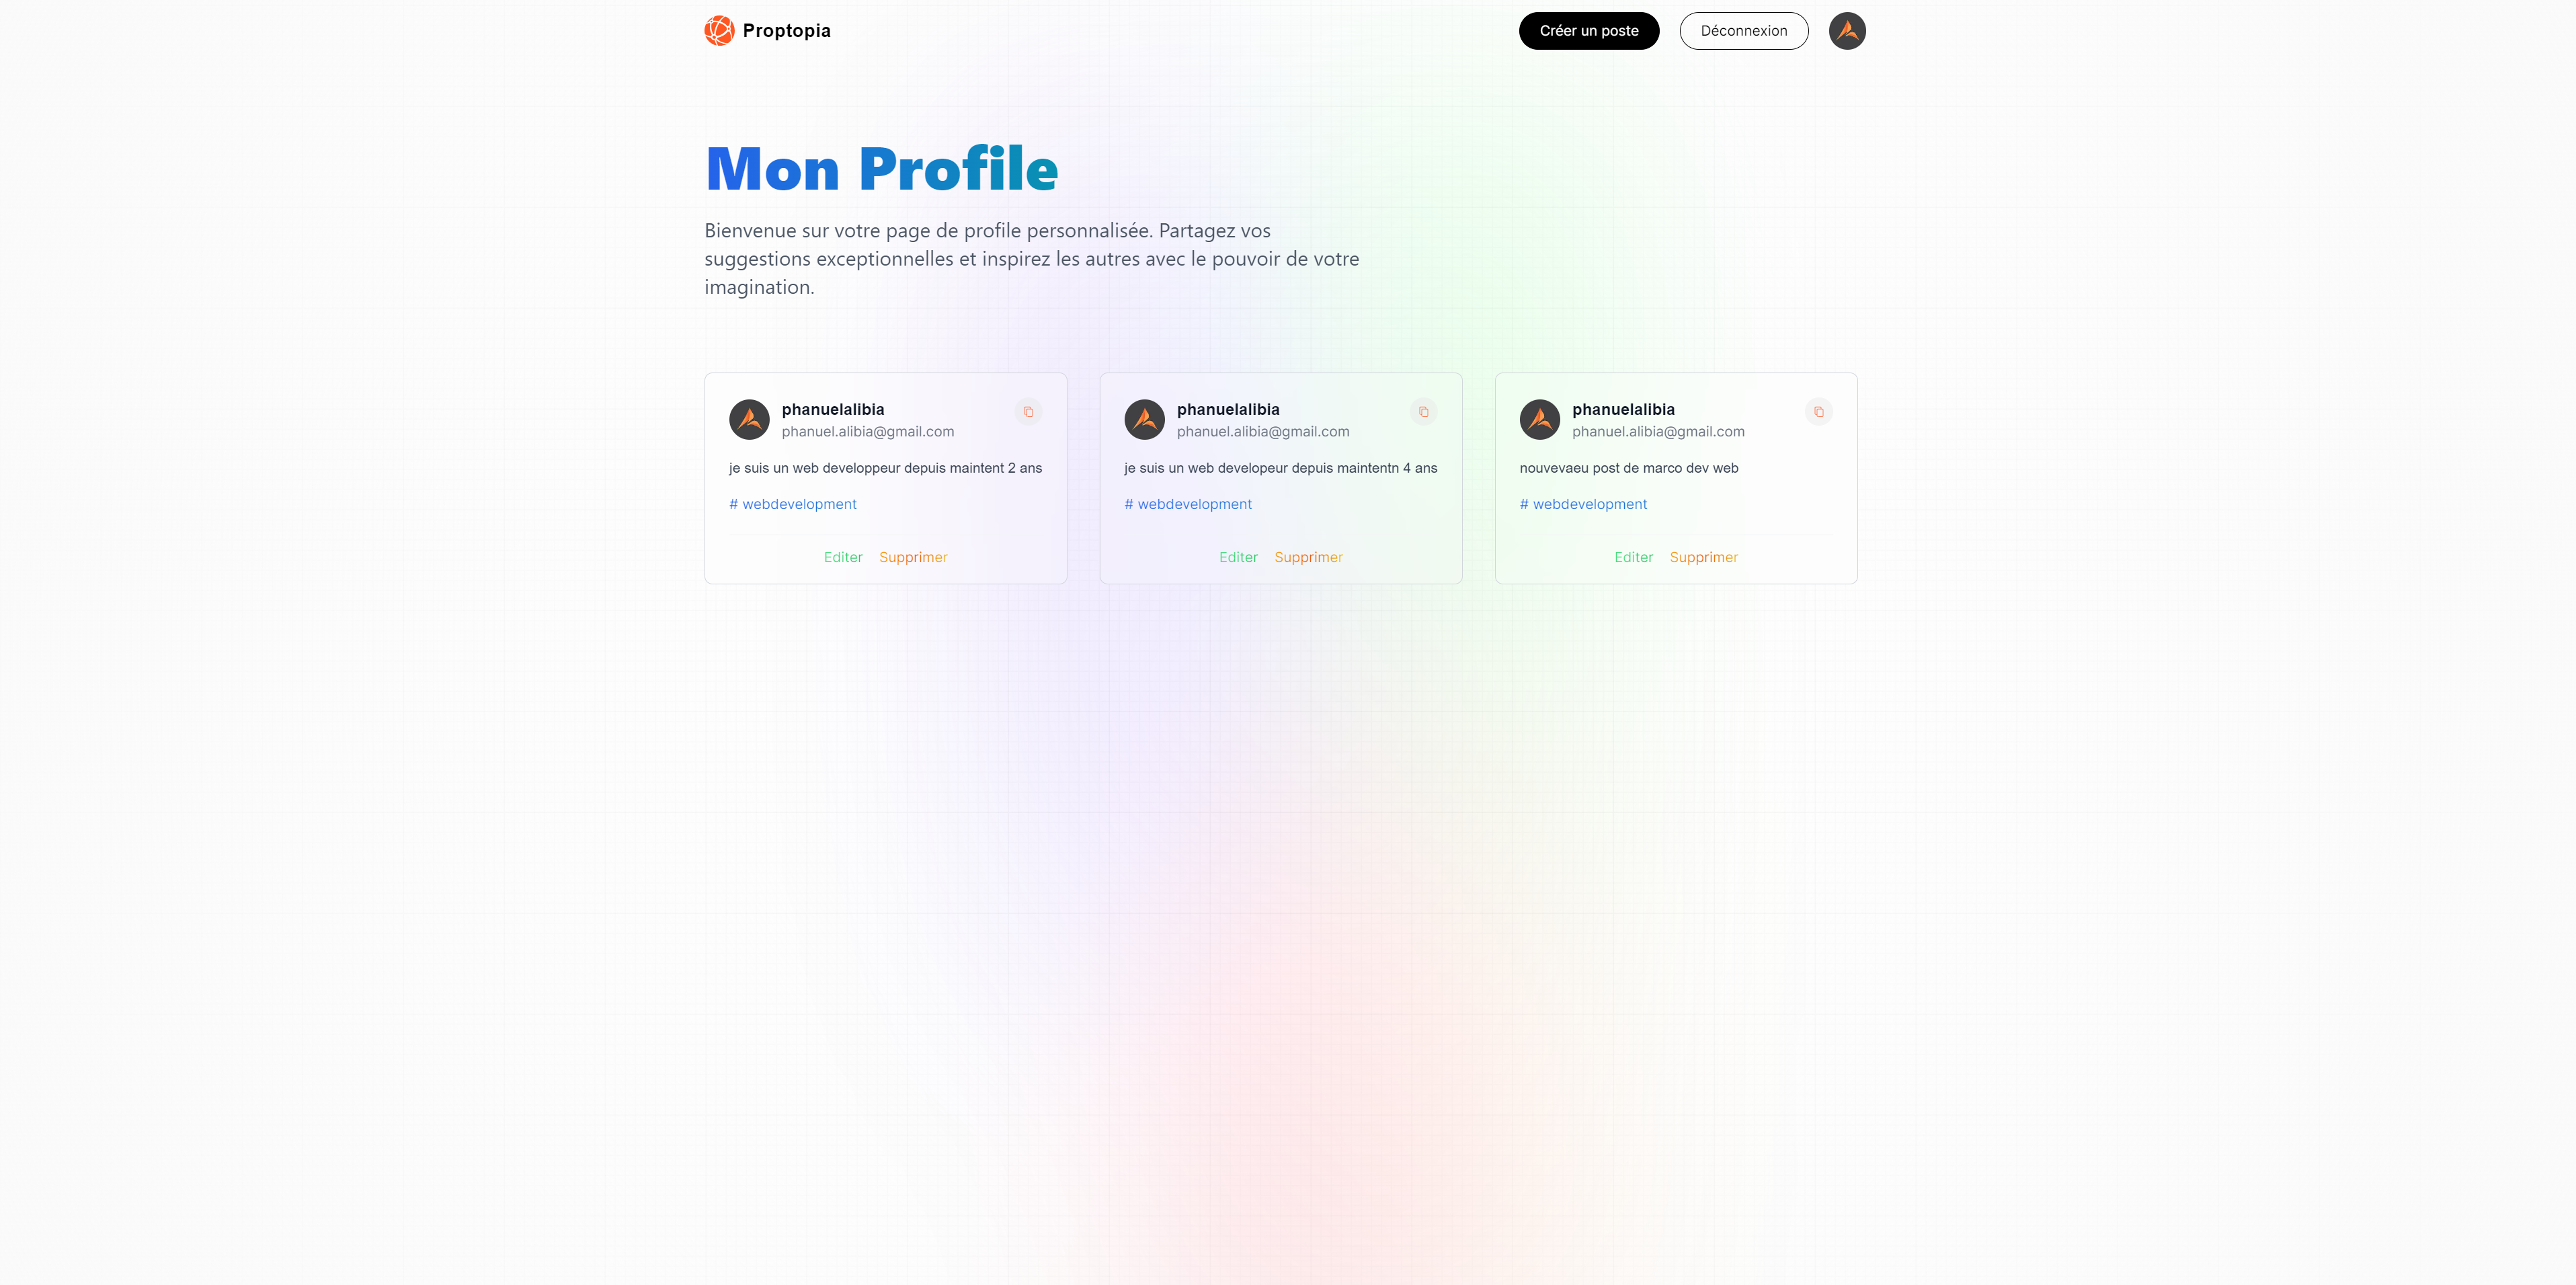 Proptopia
Créer un poste
Déconnexion
Mon Profile
Bienvenue sur votre page de profile personnalisée. Partagez vos
suggestions exceptionnelles et inspirez les autres avec le pouvoir de votre
imagination.
phanuelalibia
phanuel.alibia@gmail.com
je suis un web developpeur depuis maintent 2 ans
# webdevelopment
Editer Supprimer
phanuelalibia
phanuel.alibia@gmail.com
je suis un web developeur depuis maintentn 4 ans
# webdevelopment
Editer Supprimer
phanuelalibia
phanuel.alibia@gmail.com
nouvevaeu post de marco dev web
# webdevelopment
Editer Supprimer